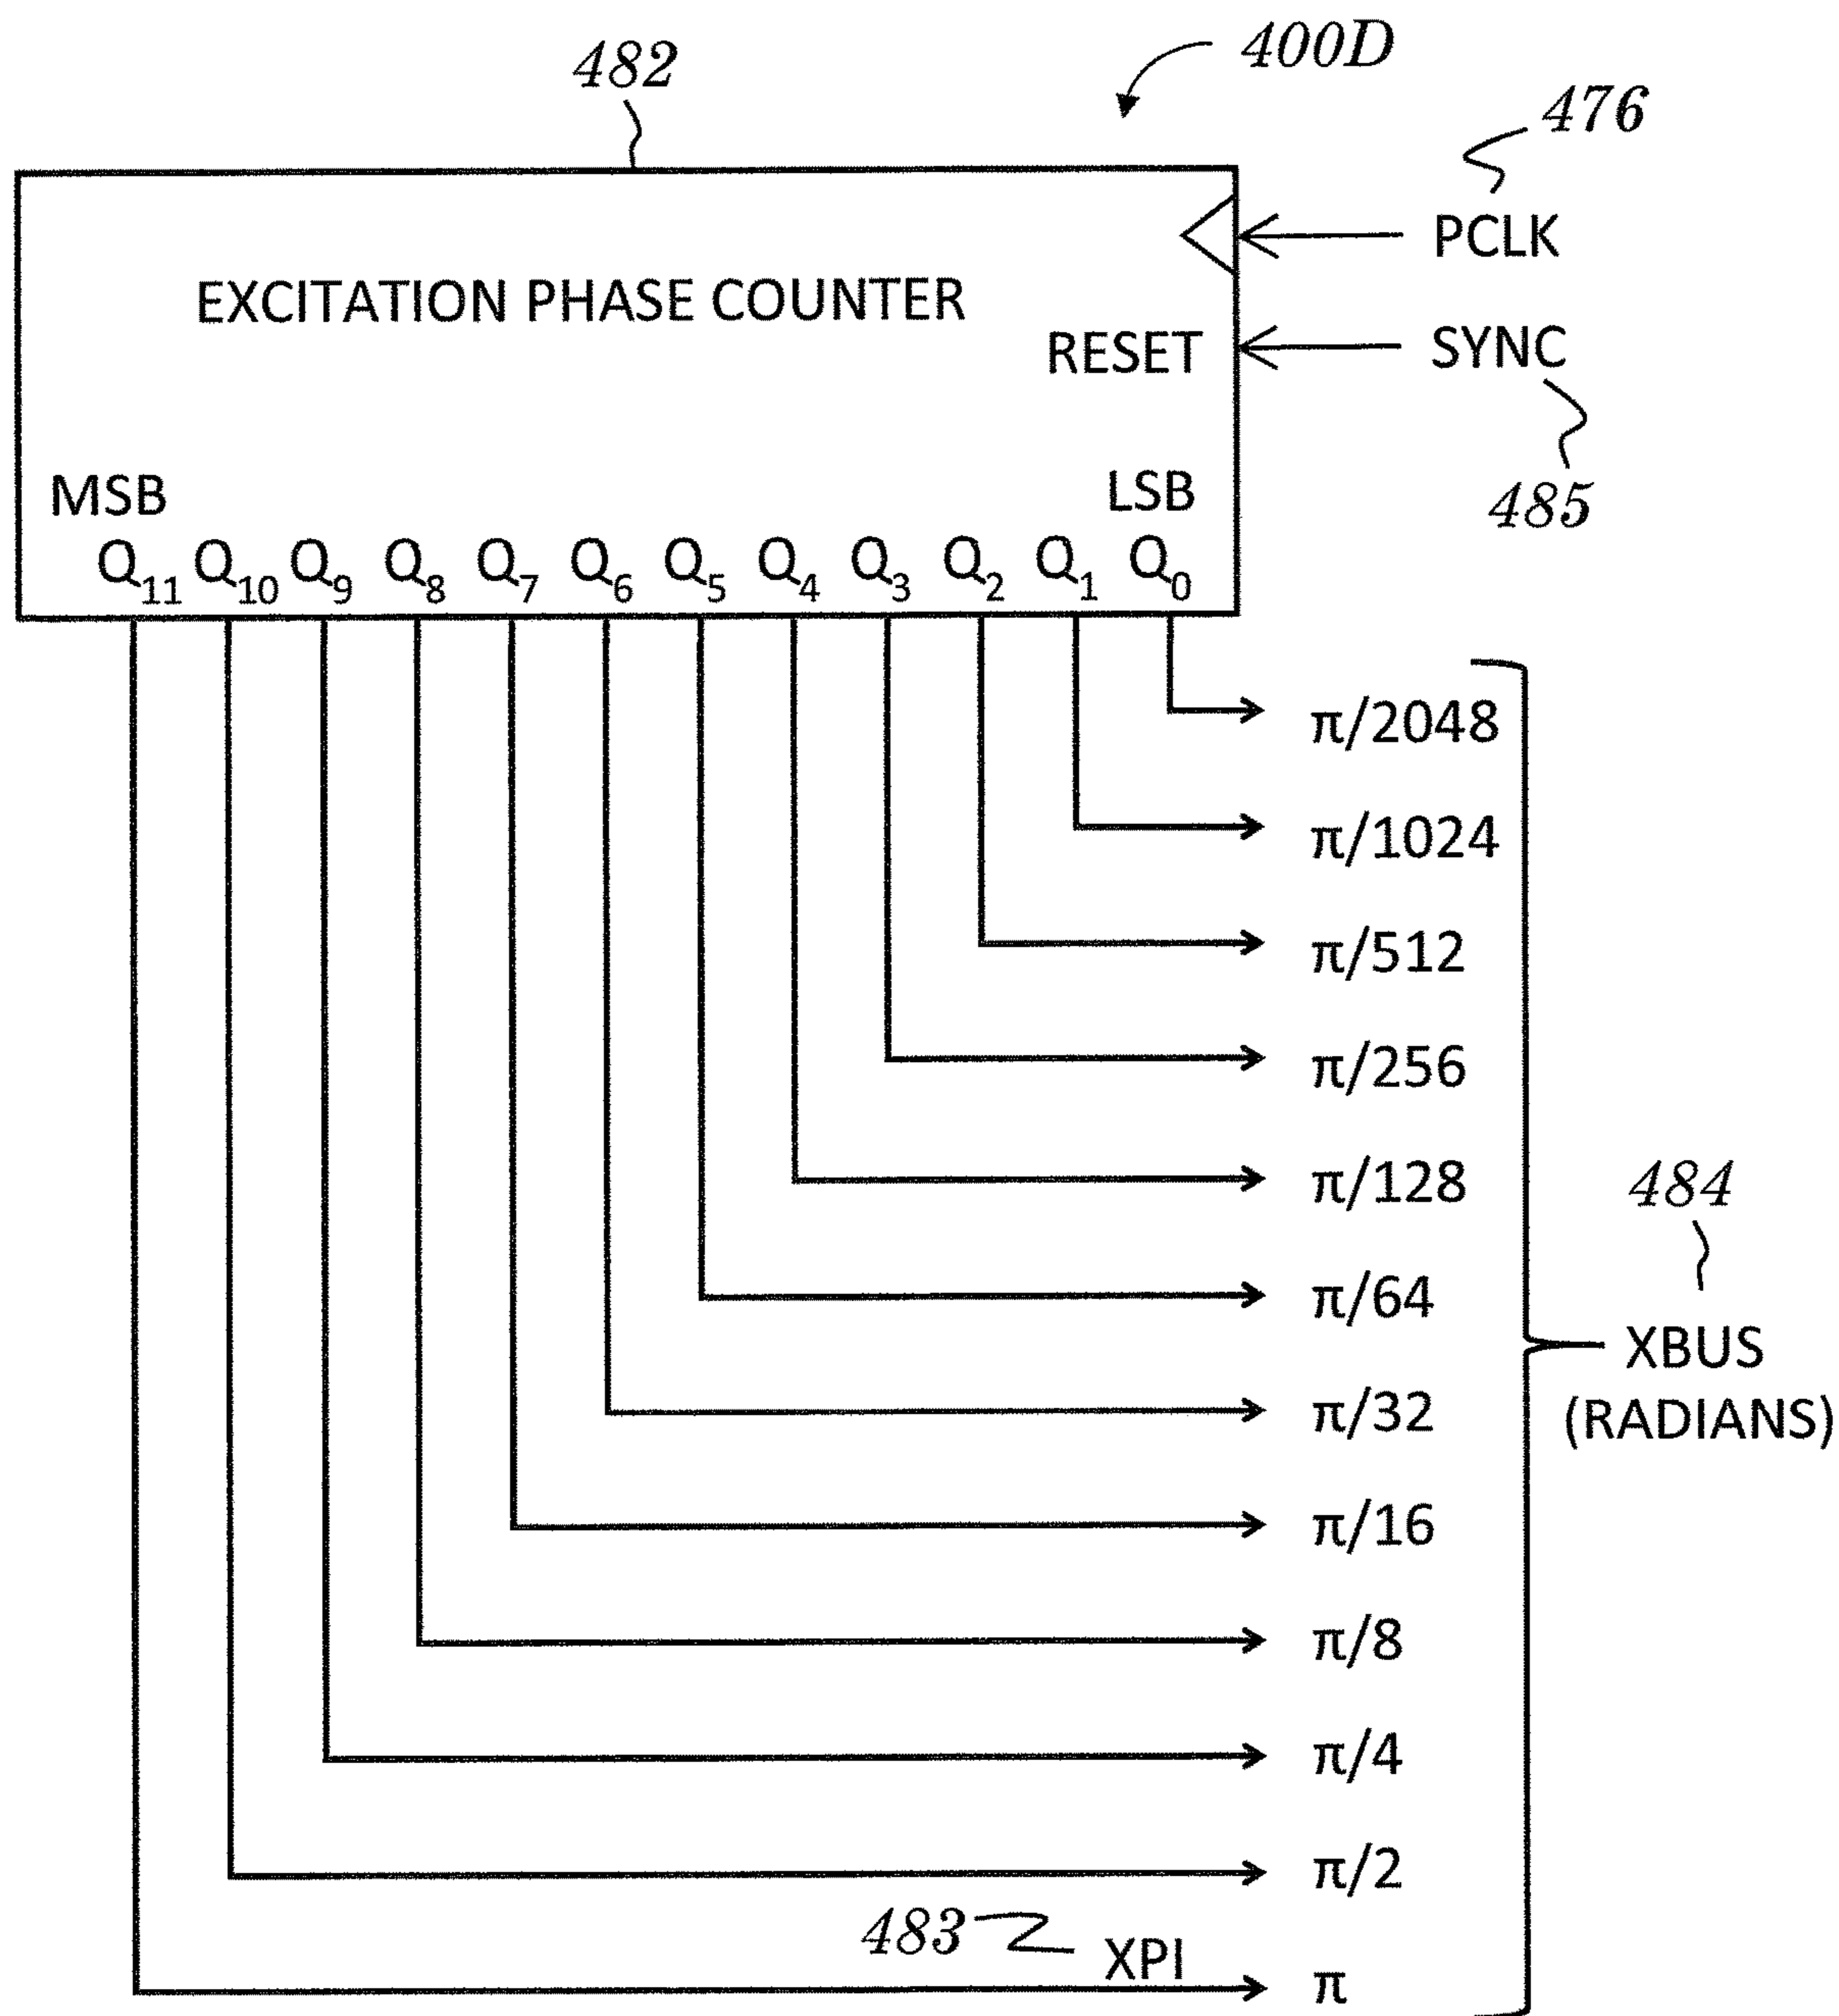 482
400D
476
PCLK
EXCITATION PHASE COUNTER
RESET
SYNC
485
MSB
LSB
Q11 Q10 Q9 Q8 Q7 Q6 Q5 Q4 Q3 Q2 Q1 Q0
π/2048
π/1024
π/512
π/256
π/128
π/64
π/32
π/16
π/8
π/4
π/2
π
484
XBUS
(RADIANS)
483
XPI